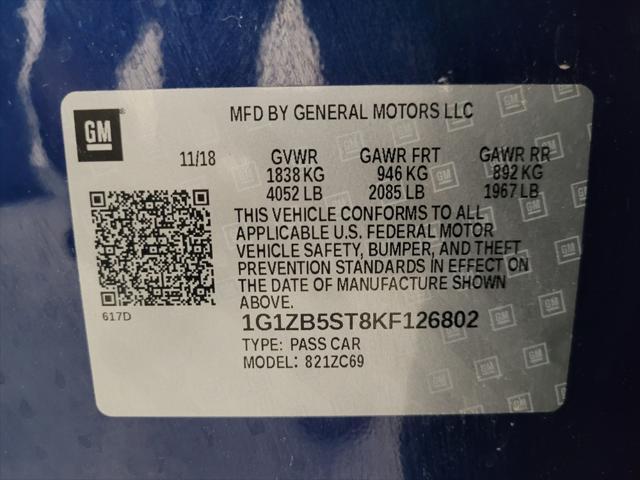 GM
MFD BY GENERAL MOTORS LLC
11/18 GVWR GAWR FRT GAWR RR
1838 KG 946 KG 892 KG
4052 LB 2085 LB 1967 LB
THIS VEHICLE CONFORMS TO ALL
APPLICABLE U.S. FEDERAL MOTOR
VEHICLE SAFETY, BUMPER, AND THEFT
PREVENTION STANDARDS IN EFFECT ON
THE DATE OF MANUFACTURE SHOWN
ABOVE.
617D
1G1ZB5ST8KF126802
TYPE: PASS CAR
MODEL: 821ZC69